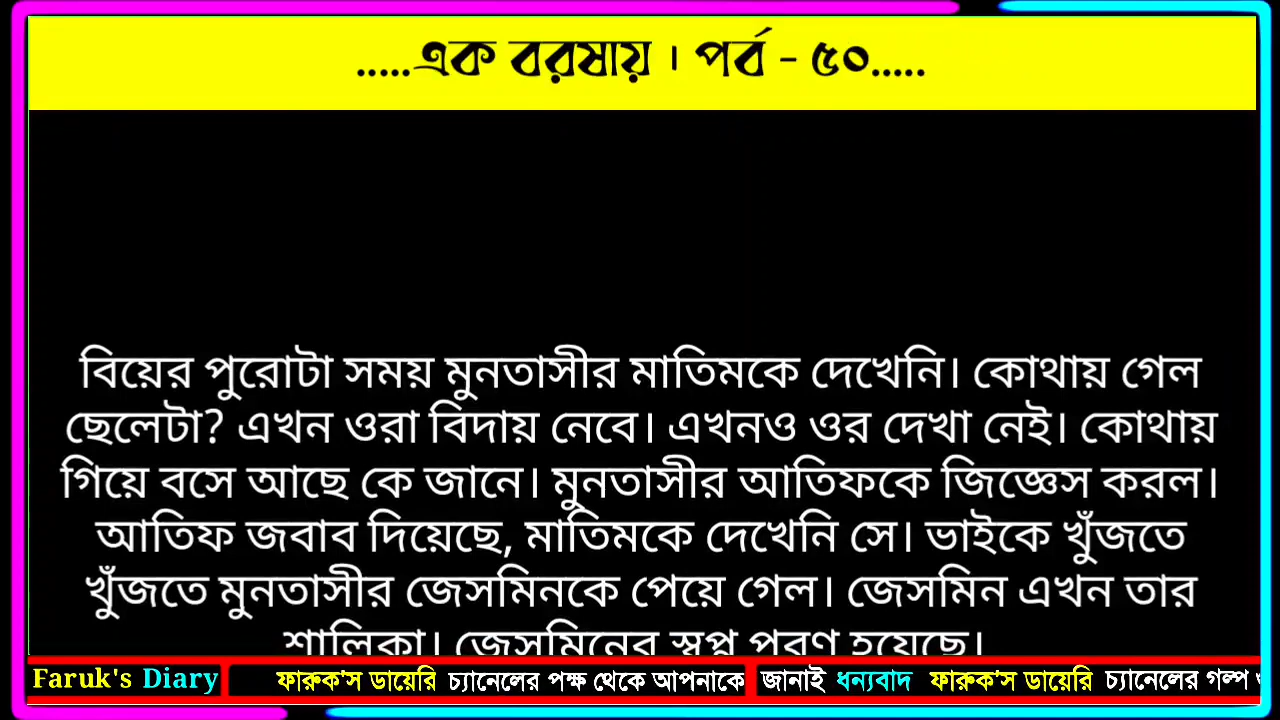 .....এক বরষায় । পর্ব - ৫০.....
বিয়ের পুরোটা সময় মুনতাসীর মাতিমকে দেখেনি। কোথায় গেল
ছেলেটা? এখন ওরা বিদায় নেবে। এখনও ওর দেখা নেই। কোথায়
গিয়ে বসে আছে কে জানে। মুনতাসীর আতিফকে জিজ্ঞেস করল।
আতিফ জবাব দিয়েছে, মাতিমকে দেখেনি সে। ভাইকে খুঁজতে
খুঁজতে মুনতাসীর জেসমিনকে পেয়ে গেল। জেসমিন এখন তার
শালিকা। জেসমিনের স্বপ্ন পূরণ হয়েছে।
Faruk's Diary ফারুক'স ডায়েরি চ্যানেলের পক্ষ থেকে আপনাকে জানাই ধন্যবাদ ফারুক'স ডায়েরি চ্যানেলের গল্প